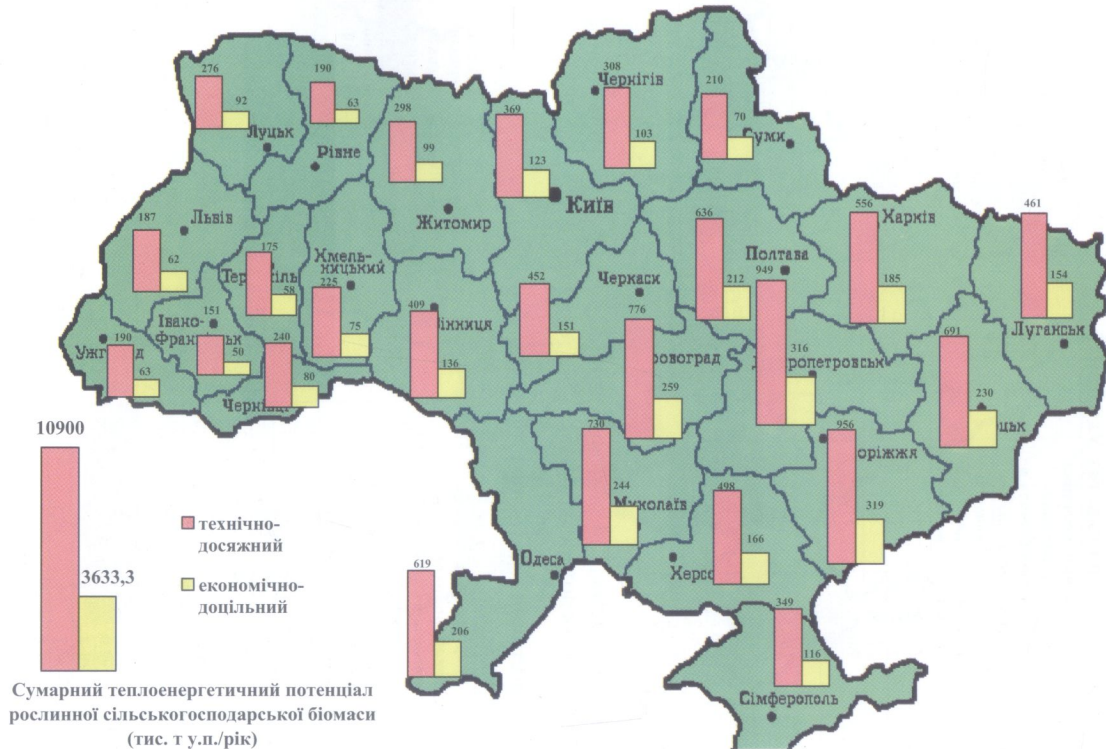 308
Чернігів
276
190
210
92
63
298
369
103
70
Суми
Луцьк
99
123
Рівне
Київ
187
Львів
Житомир
636
556
Харків
461
62
175
Хмель-
ницький
225
58
452
Черкаси
212
Полтава
949
185
154
151
Івано-
75
409
776
Луганськ
190
50
240
151
316
691
63
80
136
259
230
10900
730
956
498
244
319
3633,3
166
Одеса
619
206
349
116
Сімферополь
технічно-
досяжний
економічно-
доцільний
Сумарний теплоенергетичний потенціал
рослинної сільськогосподарської біомаси
(тис. т у.п./рік)